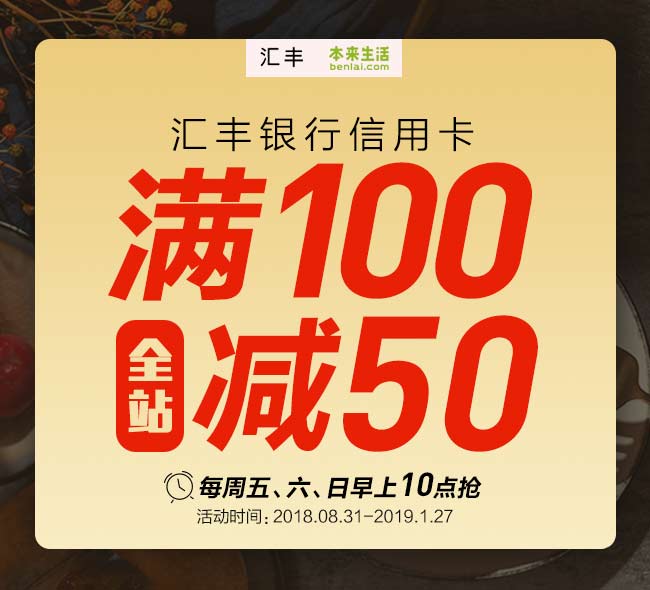 汇丰 本来生活
benlai.com
汇丰银行信用卡
满100
全站 减50
每周五、六、日早上10点抢
活动时间：2018.08.31-2019.1.27